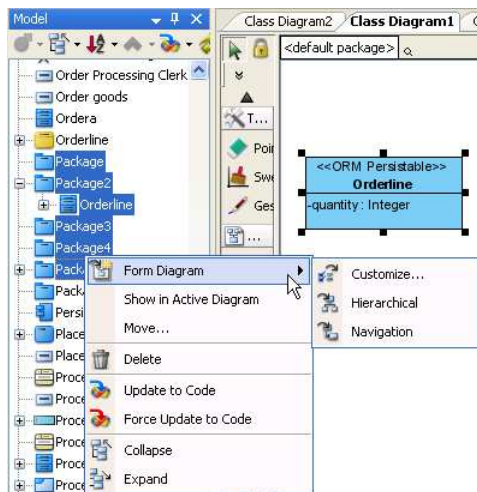 Model
Class Diagram2
Class Diagram1
<default package>
Order Processing Clerk
Order goods
Ordera
Orderline
Package
Package2
Orderline
Package3
Package4
T...
Poi
Swe
Ges
...
<<ORM Persistable>>
Orderline
-quantity : Integer
Pack
Pack
Persi
Place
Place
Proce
Proce
Proce
Proce
Proce
Proce
Form Diagram
Show in Active Diagram
Move...
Delete
Update to Code
Force Update to Code
Collapse
Expand
Customize...
Hierarchical
Navigation